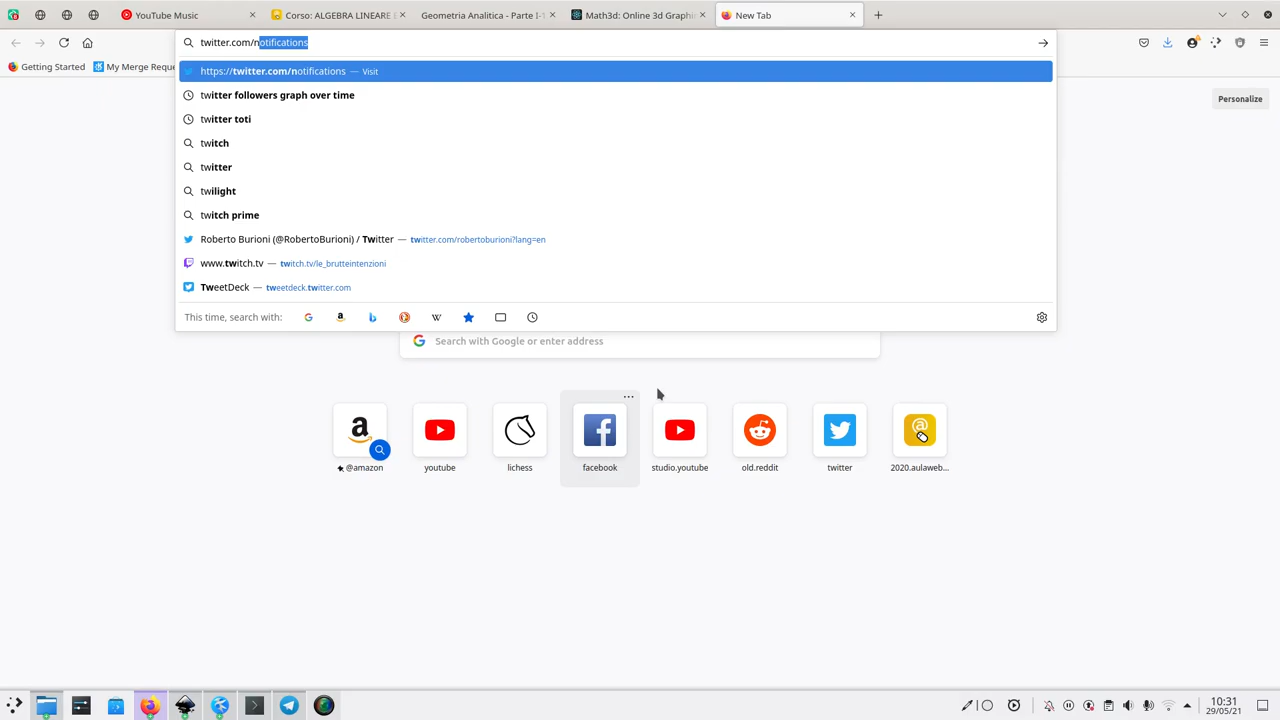 YouTube Music
Corso: ALGEBRA LINEARE E
Geometria Analitica - Parte I-1
Math3d: Online 3d Graphi
New Tab
twitter.com/notifications
Getting Started
My Merge Reque
https://twitter.com/notifications — Visit
twitter followers graph over time
Personalize
twitter toti
twitch
twitter
twilight
twitch prime
Roberto Burioni (@RobertoBurioni) / Twitter — twitter.com/robertoburioni?lang=en
www.twitch.tv — twitch.tv/le_brutteintenzioni
TweetDeck — tweetdeck.twitter.com
This time, search with:
Search with Google or enter address
@amazon
youtube
lichess
facebook
studio.youtube
old.reddit
twitter
2020.aulaweb...
10:31
29/05/21